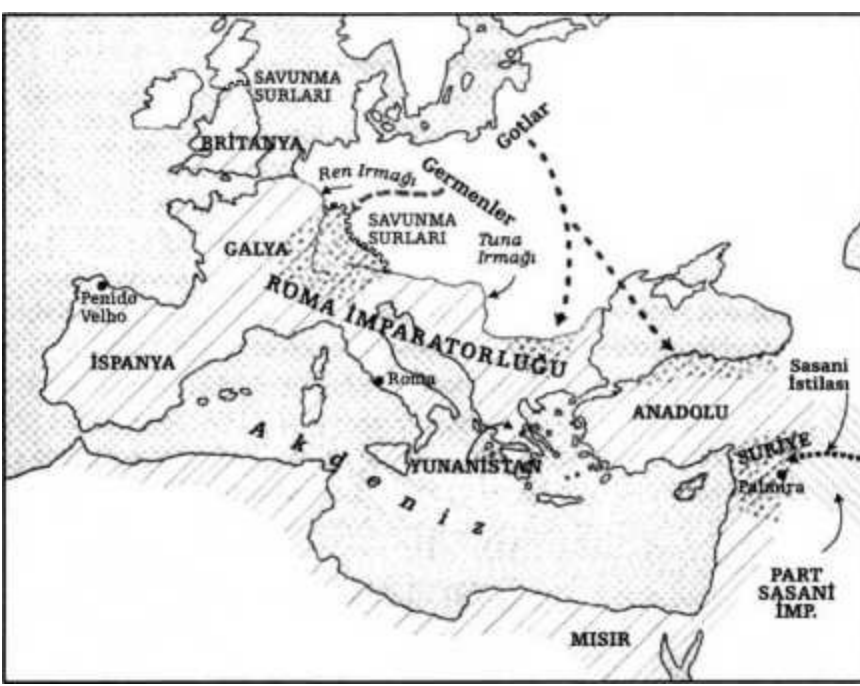 SAVUNMA
SURLARI
BRİTANYA
Gotlar
Ren Irmağı
Germenler
SAVUNMA
SURLARI
Tuna
Irmağı
GALYA
Penido
Velho
ROMA İMPARATORLUĞU
İSPANYA
Roma
Sasani
İstilası
ANADOLU
Akdeniz
YUNANİSTAN
SURİYE
Palmira
PART
SASANİ
İMP.
MISIR